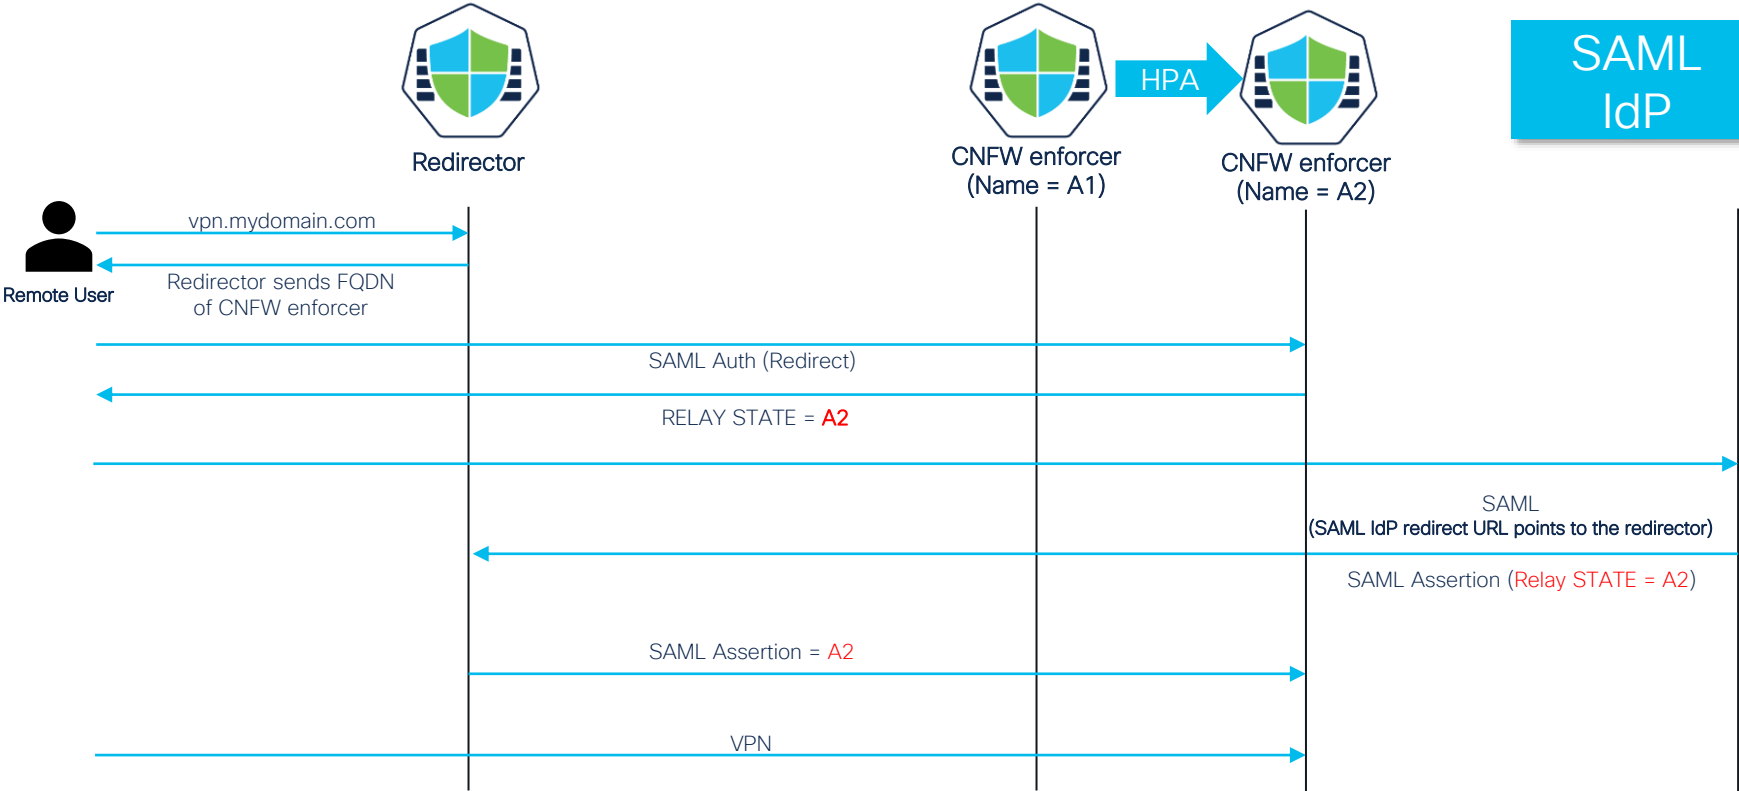 SAML
IdP
HPA
Redirector
CNFW enforcer
(Name = A1)
CNFW enforcer
(Name = A2)
Remote User
vpn.mydomain.com
Redirector sends FQDN
of CNFW enforcer
SAML Auth (Redirect)
RELAY STATE = A2
SAML
(SAML IdP redirect URL points to the redirector)
SAML Assertion (Relay STATE = A2)
SAML Assertion = A2
VPN